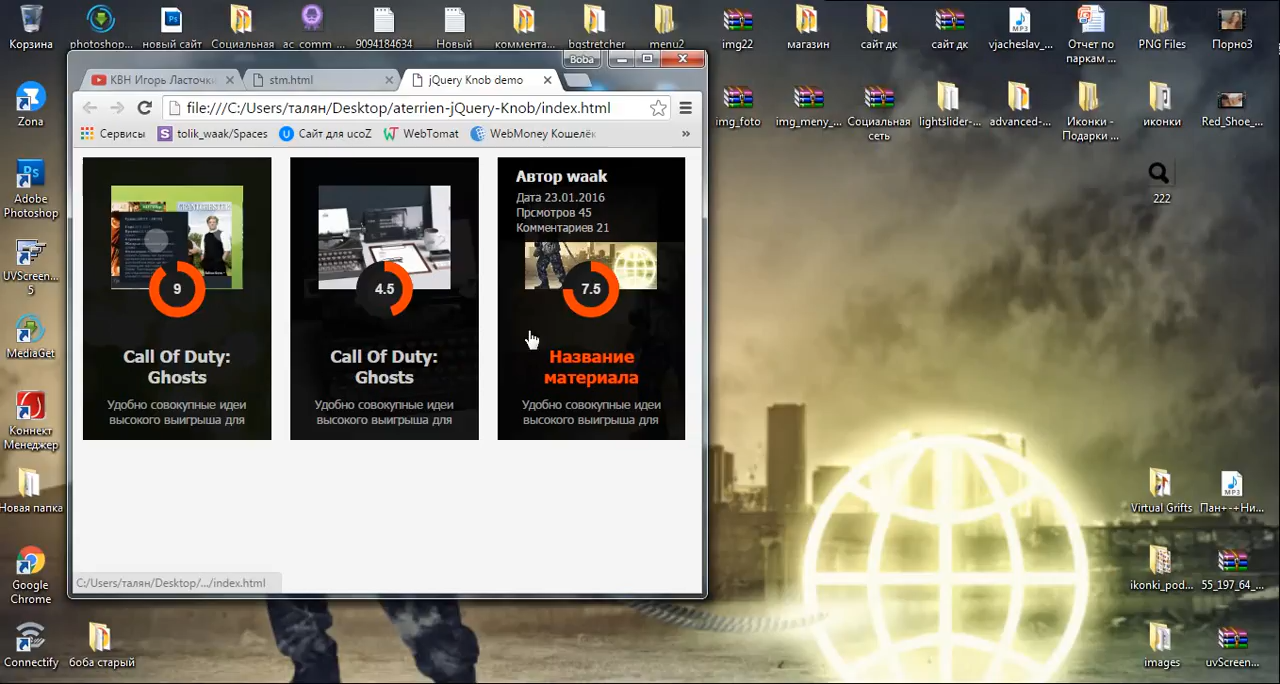 Корзина
photoshop...
новый сайт
Социальная
ac_comm_...
9094184634
Новый
коммента...
bgstretcher
menu2
img22
магазин
сайт дк
сайт дк
vjacheslav_...
Отчет по
паркам ...
PNG Files
Порно3
Zona
Adobe
Photoshop
UVScreen...
5
MediaGet
Коннект
Менеджер
Новая папка
Google
Chrome
Connectify
боба старый
img_foto
img_meny_...
Социальная
сеть
lightslider-...
advanced-...
Иконки -
Подарки ...
иконки
Red_Shoe_...
222
Virtual Grifts
Пан+-+Ни...
ikonki_pod...
55_197_64_...
images
uvScreen...
Boba
КВН Игорь Ласточки
stm.html
jQuery Knob demo
file:///C:/Users/талян/Desktop/aterrien-jQuery-Knob/index.html
Сервисы
tolik_waak/Spaces
Сайт для ucoZ
WebTomat
WebMoney Кошелёк
»
9
Call Of Duty:
Ghosts
Удобно совокупные идеи
высокого выигрыша для
4.5
Call Of Duty:
Ghosts
Удобно совокупные идеи
высокого выигрыша для
Автор waak
Дата 23.01.2016
Прсмотров 45
Комментариев 21
7.5
Название
материала
Удобно совокупные идеи
высокого выигрыша для
C:/Users/талян/Desktop/.../index.html